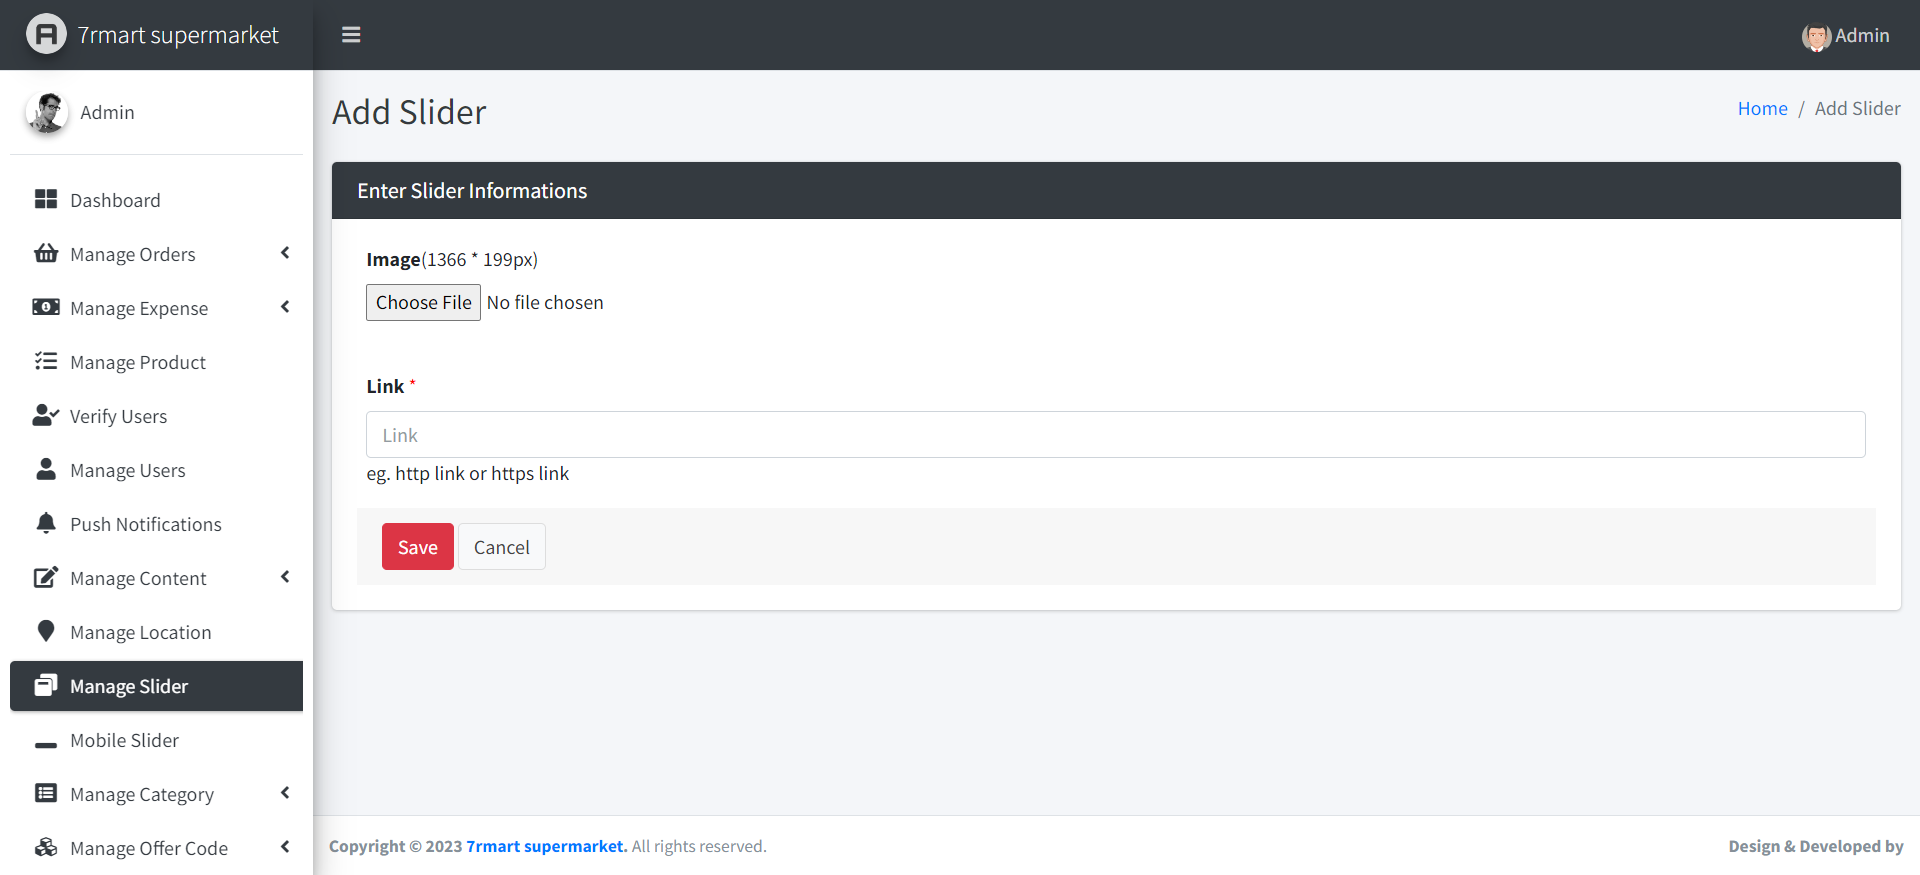 7rmart supermarket
Admin
Admin
Dashboard
Manage Orders
Manage Expense
Manage Product
Verify Users
Manage Users
Push Notifications
Manage Content
Manage Location
Manage Slider
Mobile Slider
Manage Category
Manage Offer Code
Add Slider
Home / Add Slider
Enter Slider Informations
Image(1366 * 199px)
Choose File No file chosen
Link *
Link
eg. http link or https link
Save Cancel
Copyright © 2023 7rmart supermarket. All rights reserved.
Design & Developed by